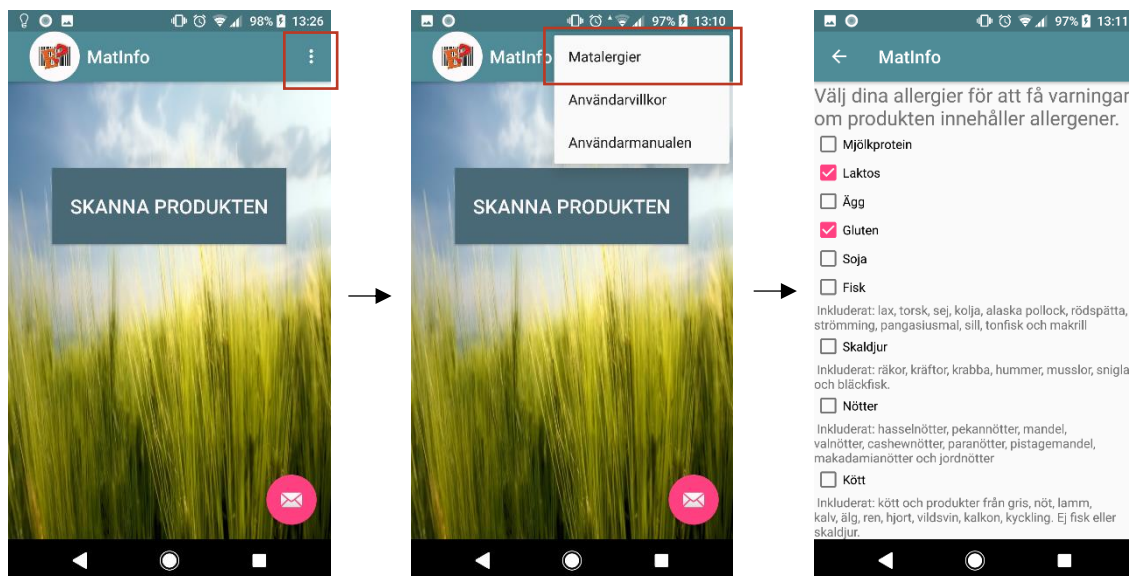 98% 13:26
MatInfo
SKANNA PRODUKTEN
97% 13:10
MatInfo
Matalergier
Användarvillkor
Användarmanualen
SKANNA PRODUKTEN
97% 13:11
MatInfo
Välj dina allergier för att få varningar
om produkten innehåller allergener.
Mjölkprotein
Laktos
Ägg
Gluten
Soja
Fisk
Inkluderat: lax, torsk, sej, kolja, alaska pollock, rödspätta,
strömming, pangasiusmal, sill, tonfisk och makrill
Skaldjur
Inkluderat: räkor, kräftor, krabba, hummer, musslor, snigla
och bläckfisk.
Nötter
Inkluderat: hasselnötter, pekannötter, mandel,
valnötter, cashewnötter, paranötter, pistagemandel,
makadamianötter och jordnötter
Kött
Inkluderat: kött och produkter från gris, nöt, lamm,
kalv, älg, ren, hjort, vildsvin, kalkon, kyckling. Ej fisk eller
skaldjur.